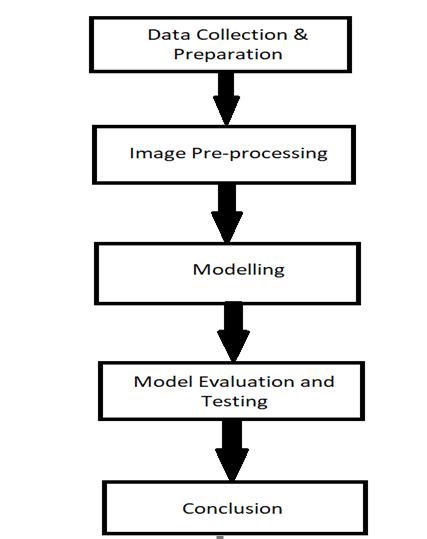 Data Collection &
Preparation
Image Pre-processing
Modelling
Model Evaluation and
Testing
Conclusion